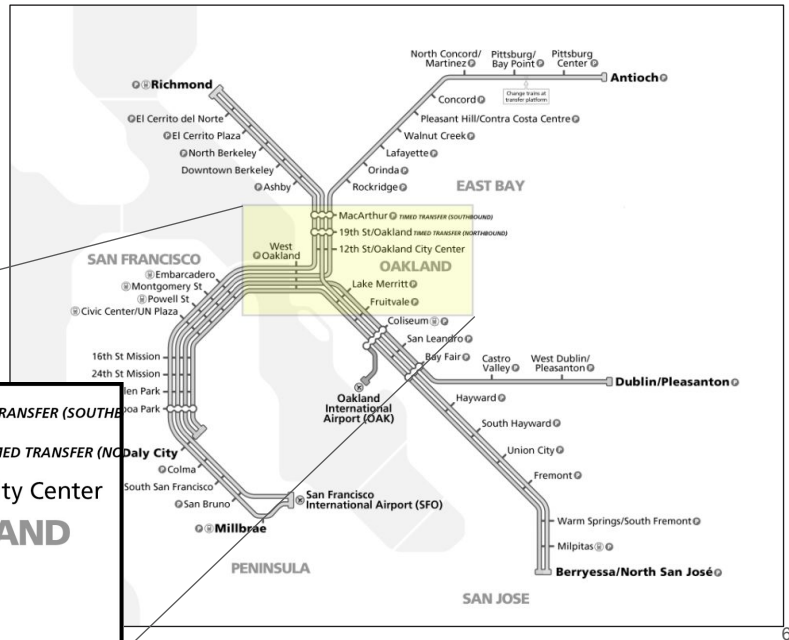 North Concord/
Martinez P
Pittsburg/
Bay Point P
Pittsburg
Center P
P Richmond
Antioch P
Change trains at
transfer platform
Concord P
P El Cerrito del Norte
Pleasant Hill/Contra Costa Centre P
P El Cerrito Plaza
Walnut Creek P
P North Berkeley
Lafayette P
Downtown Berkeley
Orinda P
P Ashby
Rockridge P
EAST BAY
MacArthur P TIMED TRANSFER (SOUTHBOUND)
19th St/Oakland TIMED TRANSFER (NORTHBOUND)
12th St/Oakland City Center
West
P Oakland
SAN FRANCISCO
OAKLAND
Embarcadero
Montgomery St
Powell St
Civic Center/UN Plaza
Lake Merritt P
Fruitvale P
Coliseum P
San Leandro P
Bay Fair P
Castro
Valley P
West Dublin/
Pleasanton P
Dublin/Pleasanton P
16th St Mission
24th St Mission
len Park
boa Park
Oakland
International
Airport (OAK)
Hayward P
South Hayward P
Union City P
Fremont P
Daly City
P Colma
South San Francisco
P San Bruno
San Francisco
International Airport (SFO)
P Millbrae
Warm Springs/South Fremont P
Milpitas P
Berryessa/North San José P
PENINSULA
SAN JOSE
RANSFER (SOUTHB
MED TRANSFER (NO
ty Center
AND
6